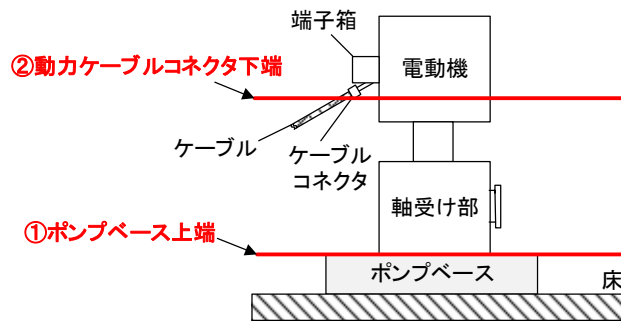 端子箱
②動力ケーブルコネクタ下端
電動機
ケーブル
ケーブル
コネクタ
軸受け部
①ポンプベース上端
ポンプベース
床